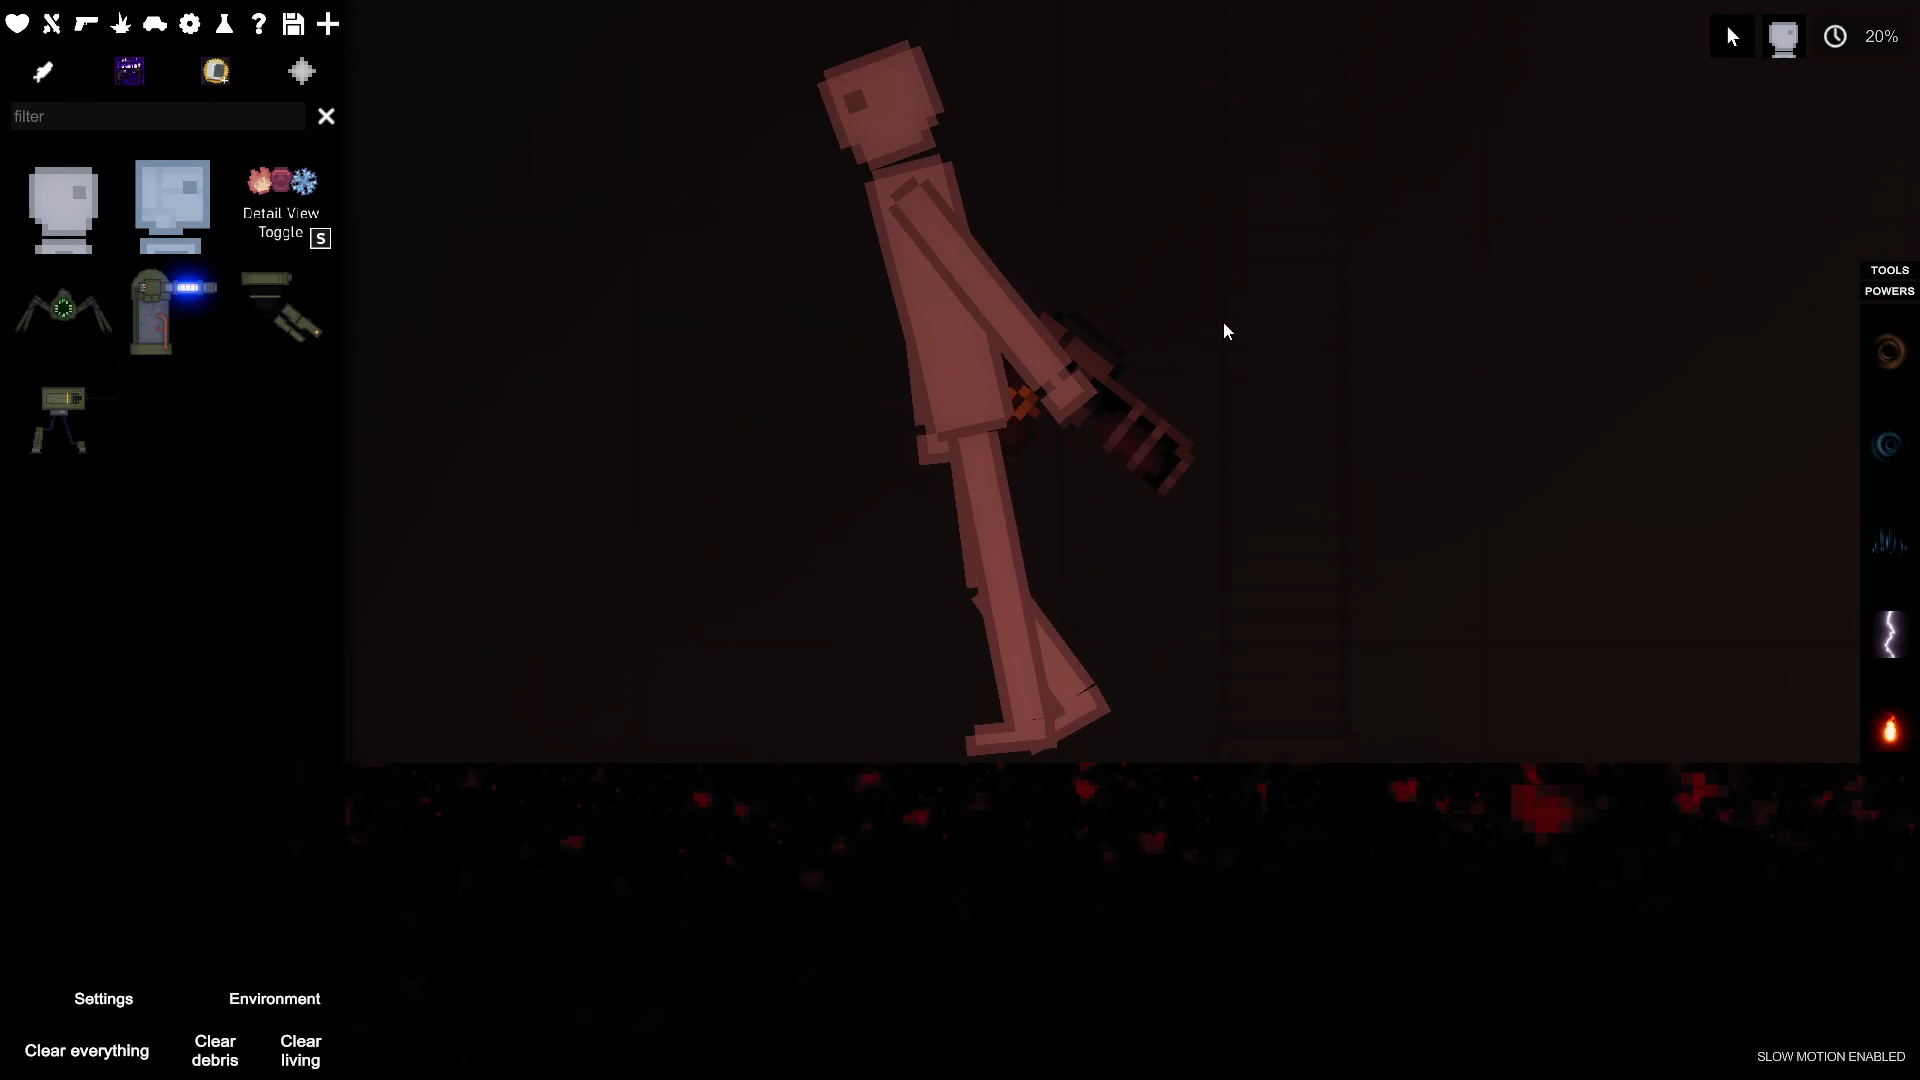 20%
filter
Detail View
Toggle
S
TOOLS
POWERS
Settings
Environment
Clear everything
Clear
debris
Clear
living
SLOW MOTION ENABLED